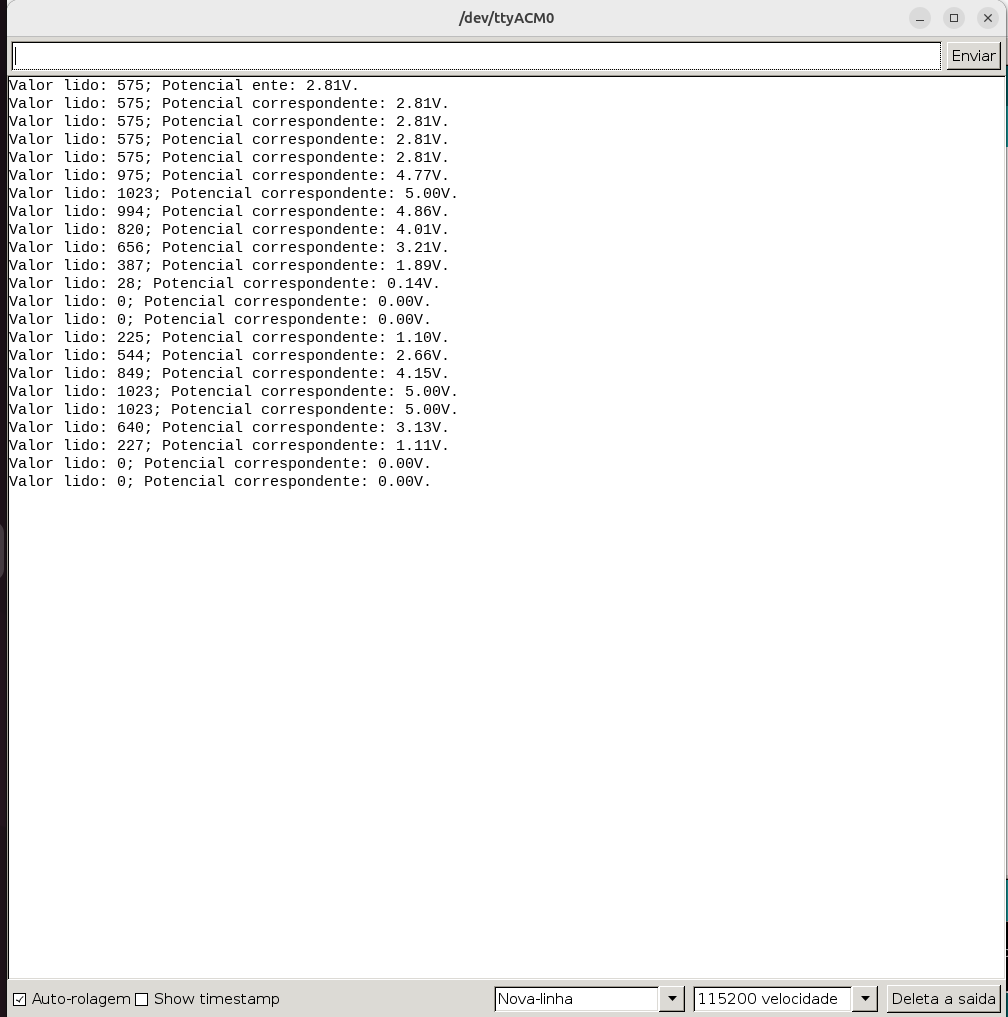 /dev/ttyACM0
Enviar
Valor lido: 575; Potencial ente: 2.81V.
Valor lido: 575; Potencial correspondente: 2.81V.
Valor lido: 575; Potencial correspondente: 2.81V.
Valor lido: 575; Potencial correspondente: 2.81V.
Valor lido: 575; Potencial correspondente: 2.81V.
Valor lido: 975; Potencial correspondente: 4.77V.
Valor lido: 1023; Potencial correspondente: 5.00V.
Valor lido: 994; Potencial correspondente: 4.86V.
Valor lido: 820; Potencial correspondente: 4.01V.
Valor lido: 656; Potencial correspondente: 3.21V.
Valor lido: 387; Potencial correspondente: 1.89V.
Valor lido: 28; Potencial correspondente: 0.14V.
Valor lido: 0; Potencial correspondente: 0.00V.
Valor lido: 0; Potencial correspondente: 0.00V.
Valor lido: 225; Potencial correspondente: 1.10V.
Valor lido: 544; Potencial correspondente: 2.66V.
Valor lido: 849; Potencial correspondente: 4.15V.
Valor lido: 1023; Potencial correspondente: 5.00V.
Valor lido: 1023; Potencial correspondente: 5.00V.
Valor lido: 640; Potencial correspondente: 3.13V.
Valor lido: 227; Potencial correspondente: 1.11V.
Valor lido: 0; Potencial correspondente: 0.00V.
Valor lido: 0; Potencial correspondente: 0.00V.
Auto-rolagem Show timestamp Nova-linha 115200 velocidade Deleta a saida